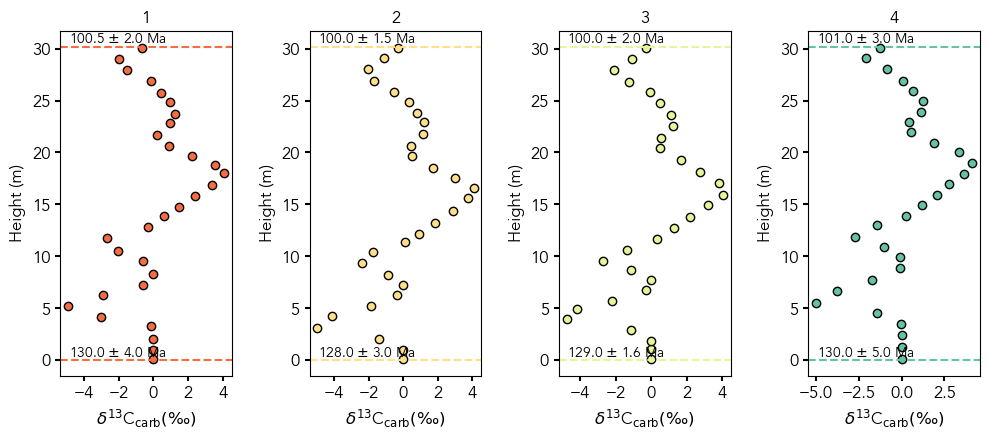 1
2
3
4
100.5 ± 2.0 Ma
100.0 ± 1.5 Ma
100.0 ± 2.0 Ma
101.0 ± 3.0 Ma
30
25
20
15
10
5
0
30
25
20
15
10
5
0
30
25
20
15
10
5
0
30
25
20
15
10
5
0
Height (m)
Height (m)
Height (m)
Height (m)
130.0 ± 4.0 Ma
128.0 ± 3.0 Ma
129.0 ± 1.6 Ma
130.0 ± 5.0 Ma
−4 −2 0 2 4
−4 −2 0 2 4
−4 −2 0 2 4
−5.0 −2.5 0.0 2.5
δ¹³C_carb(‰)
δ¹³C_carb(‰)
δ¹³C_carb(‰)
δ¹³C_carb(‰)